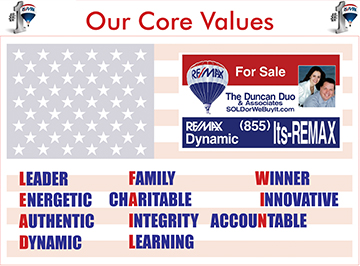 Our Core Values
RE/MAX
For Sale
The Duncan Duo
& Associates
SOLDorWeBuyIt.com
RE/MAX
Dynamic
(855) Its-REMAX
LEADER FAMILY WINNER
ENERGETIC CHARITABLE INNOVATIVE
AUTHENTIC INTEGRITY ACCOUNTABLE
DYNAMIC LEARNING